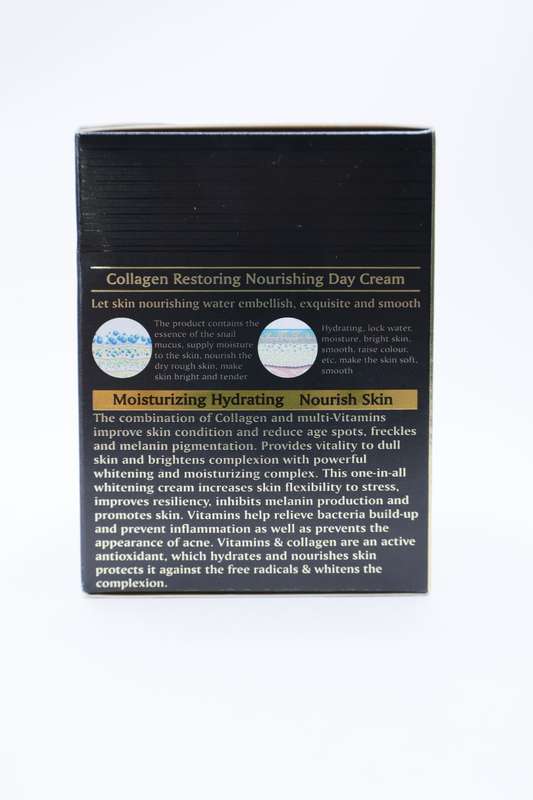 Collagen Restoring Nourishing Day Cream
Let skin nourishing water embellish, exquisite and smooth
The product contains the
essence of the snail
mucus, supply moisture
to the skin, nourish the
dry rough skin, make
skin bright and tender
Hydrating, lock water,
moisture, bright skin,
smooth, raise colour,
etc. make the skin soft,
smooth
Moisturizing Hydrating Nourish Skin
The combination of Collagen and multi-Vitamins
improve skin condition and reduce age spots, freckles
and melanin pigmentation. Provides vitality to dull
skin and brightens complexion with powerful
whitening and moisturizing complex. This one-in-all
whitening cream increases skin flexibility to stress,
improves resiliency, inhibits melanin production and
promotes skin. Vitamins help relieve bacteria build-up
and prevent inflammation as well as prevents the
appearance of acne. Vitamins & collagen are an active
antioxidant, which hydrates and nourishes skin
protects it against the free radicals & whitens the
complexion.